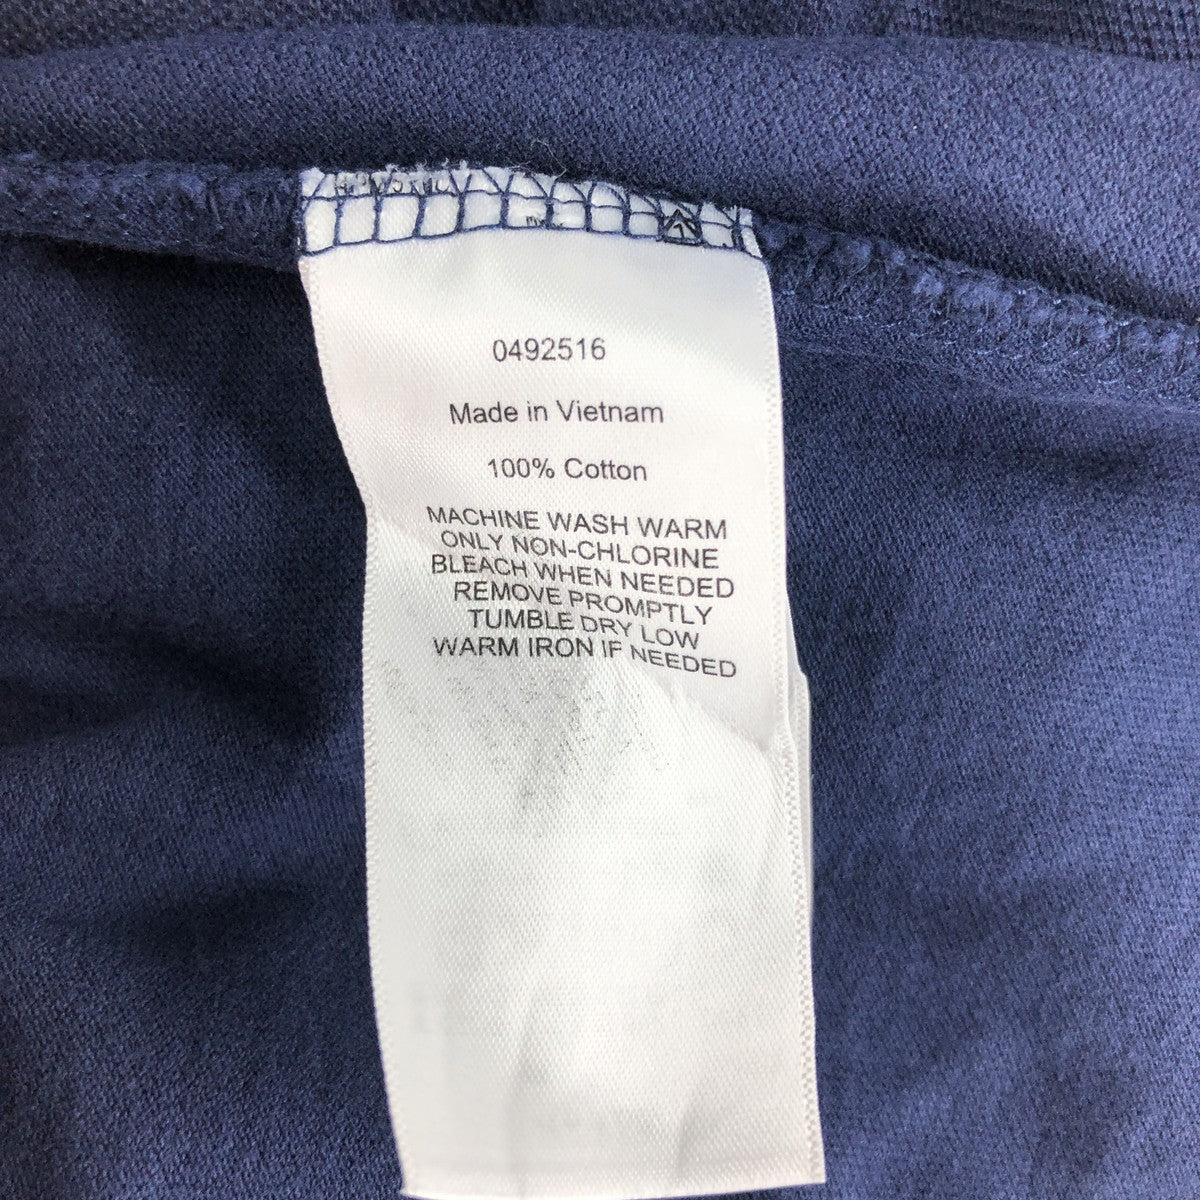 0492516
Made in Vietnam
100% Cotton
MACHINE WASH WARM
ONLY NON-CHLORINE
BLEACH WHEN NEEDED
REMOVE PROMPTLY
TUMBLE DRY LOW
WARM IRON IF NEEDED